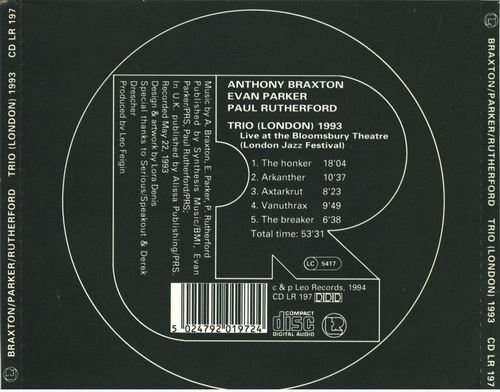 BRAXTON/PARKER/RUTHERFORD TRIO (LONDON) 1993 CD LR 197
ANTHONY BRAXTON
EVAN PARKER
PAUL RUTHERFORD
TRIO (LONDON) 1993
Live at the Bloomsbury Theatre
(London Jazz Festival)
1. The honker 18'04
2. Arkanther 10'37
3. Axtarkrut 8'23
4. Vanuthrax 9'49
5. The breaker 6'38
Total time: 53'31
LC 5417
c & p Leo Records, 1994
CD LR 197 DDD
COMPACT
disc
DIGITAL AUDIO
5 024792 019724
Music by A. Braxton, E. Parker, P. Rutherford
Published by Synthesis Music/BMI, Evan
Parker/PRS, Paul Rutherford/PRS,
In U.K. published by Alissa Publishing/PRS.
Recorded May 22, 1993
Design & artwork by Lora Denis
Special thanks to Serious/Speakout & Derek
Drescher
Produced by Leo Feigin
BRAXTON/PARKER/RUTHERFORD TRIO (LONDON) 1993 CD LR 197